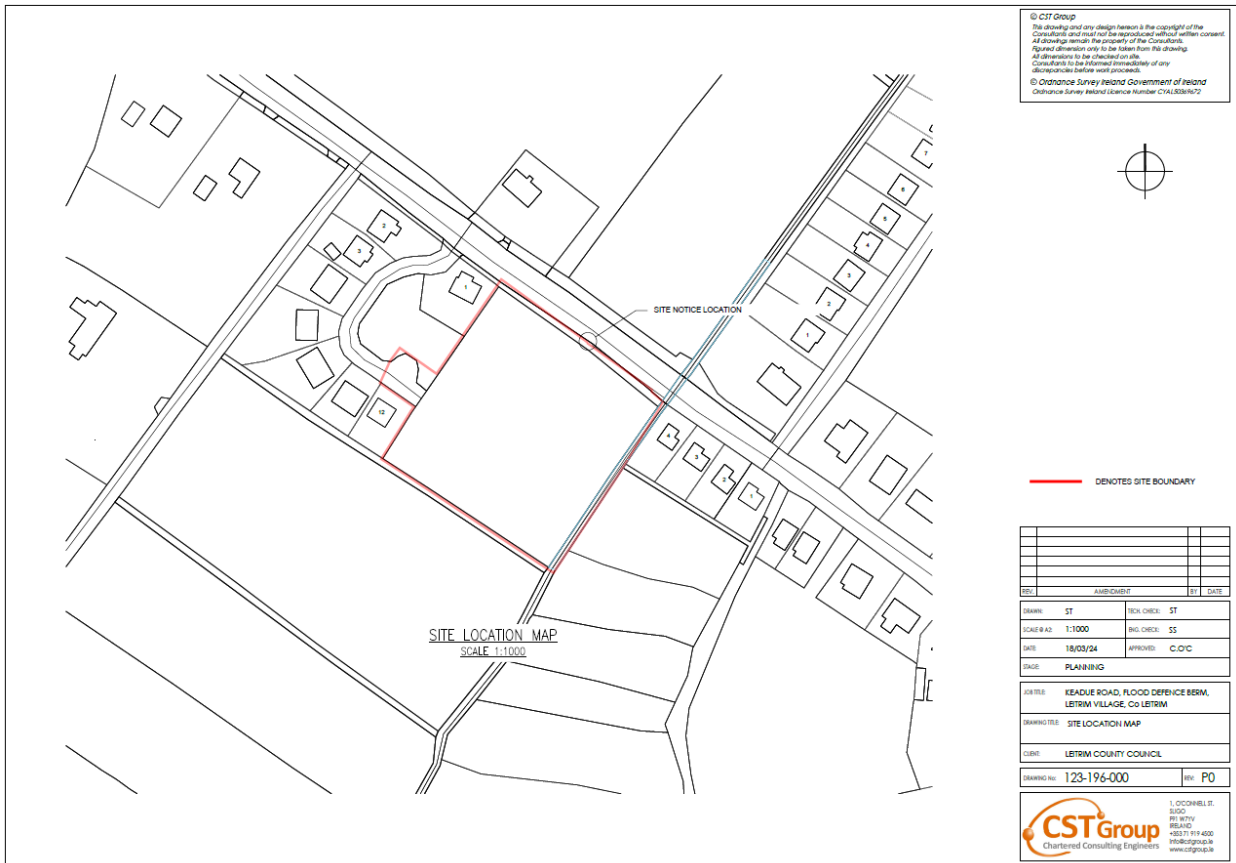 © CST Group
This drawing and any design hereon is the copyright of the
Consultants and must not be reproduced without written consent.
All drawings remain the property of the Consultants.
Figured dimension only to be taken from this drawing.
All dimensions to be checked on site.
Consultants to be informed immediately of any
discrepancies before work proceeds.
© Ordnance Survey Ireland Government of Ireland
Ordnance Survey Ireland Licence Number
7
6
5
4
3
2
1
2
3
1
12
SITE NOTICE LOCATION
4
3
2
1
SITE LOCATION MAP
SCALE 1:1000
DENOTES SITE BOUNDARY
REV. AMENDMENT BY DATE
DRAWN: ST TECH. CHECK: ST
SCALE @ A2: 1:1000 ENG. CHECK: SS
DATE: 18/03/24 APPROVED: C.O'C
STAGE: PLANNING
JOB TITLE: KEADUE ROAD, FLOOD DEFENCE BERM,
LEITRIM VILLAGE, Co LEITRIM
DRAWING TITLE: SITE LOCATION MAP
CLIENT: LEITRIM COUNTY COUNCIL
DRAWING No: 123-196-000 REV: P0
CST Group
Chartered Consulting Engineers
1, O'CONNELL ST.
SLIGO
F91 W7YV
IRELAND
+353 71 919 4500
info@cstgroup.ie
www.cstgroup.ie